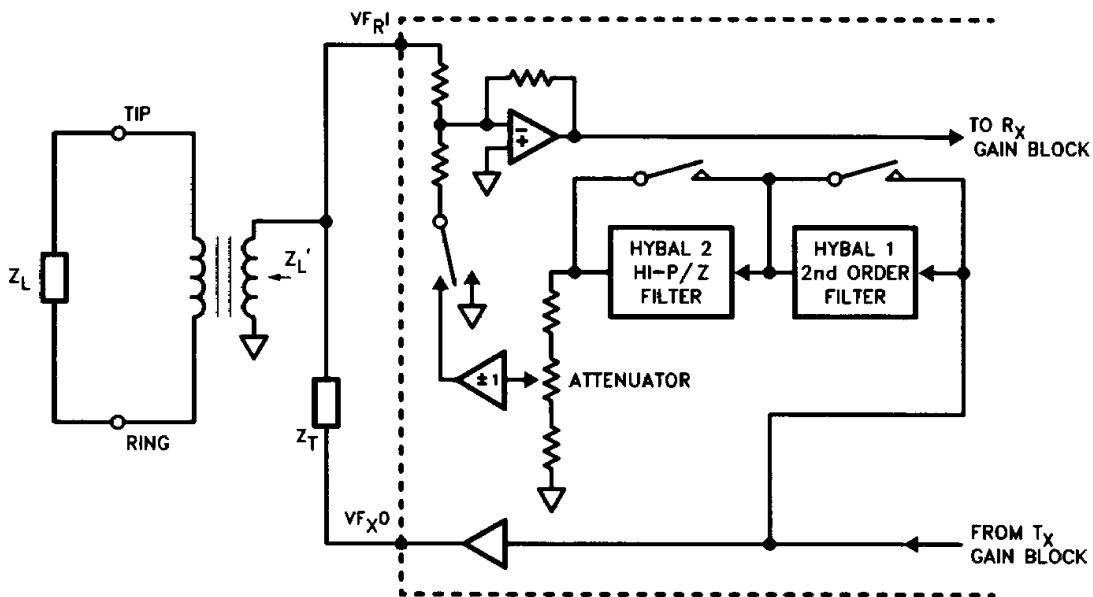 VFRI
TIP
TO RX
GAIN BLOCK
HYBAL 2
HI-P/Z
FILTER
HYBAL 1
2nd ORDER
FILTER
ZL
ZL'
±1
ATTENUATOR
RING
ZT
VFXO
FROM TX
GAIN BLOCK
-
+